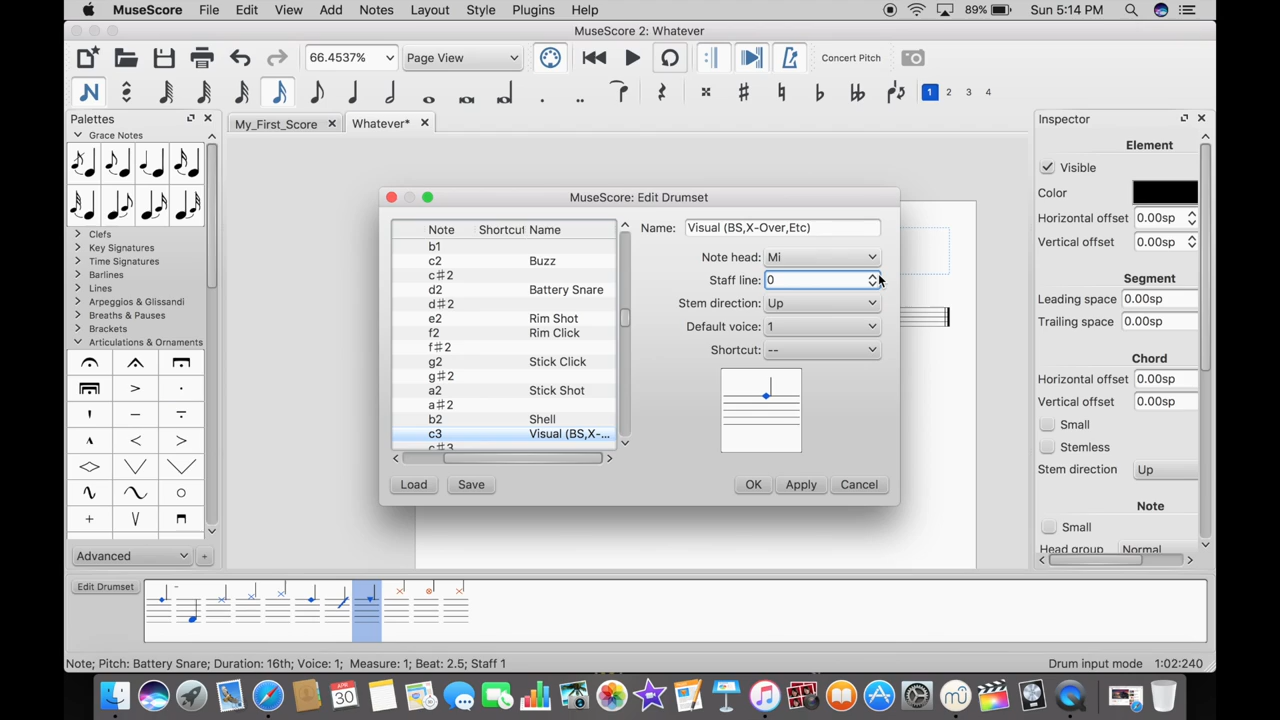 MuseScore File Edit View Add Notes Layout Style Plugins Help 89% Sun 5:14 PM
MuseScore 2: Whatever
66.4537% Page View Concert Pitch
1 2 3 4
Palettes
My_First_Score Whatever*
Inspector
Grace Notes
Clefs
Key Signatures
Time Signatures
Barlines
Lines
Arpeggios & Glissandi
Breaths & Pauses
Brackets
Articulations & Ornaments
Advanced
MuseScore: Edit Drumset
Note Shortcut Name
b1
c2 Buzz
c♯2
d2 Battery Snare
d♯2
e2 Rim Shot
f2 Rim Click
f♯2
g2 Stick Click
g♯2
a2 Stick Shot
a♯2
b2 Shell
c3 Visual (BS,X-...
c♯3
Name: Visual (BS,X-Over,Etc)
Note head: Mi
Staff line: 0
Stem direction: Up
Default voice: 1
Shortcut: --
Load Save OK Apply Cancel
Element
Visible
Color
Horizontal offset 0.00sp
Vertical offset 0.00sp
Segment
Leading space 0.00sp
Trailing space 0.00sp
Chord
Horizontal offset 0.00sp
Vertical offset 0.00sp
Small
Stemless
Stem direction Up
Note
Small
Head group Normal
Edit Drumset
Note; Pitch: Battery Snare; Duration: 16th; Voice: 1; Measure: 1; Beat: 2.5; Staff 1 Drum input mode 1:02:240